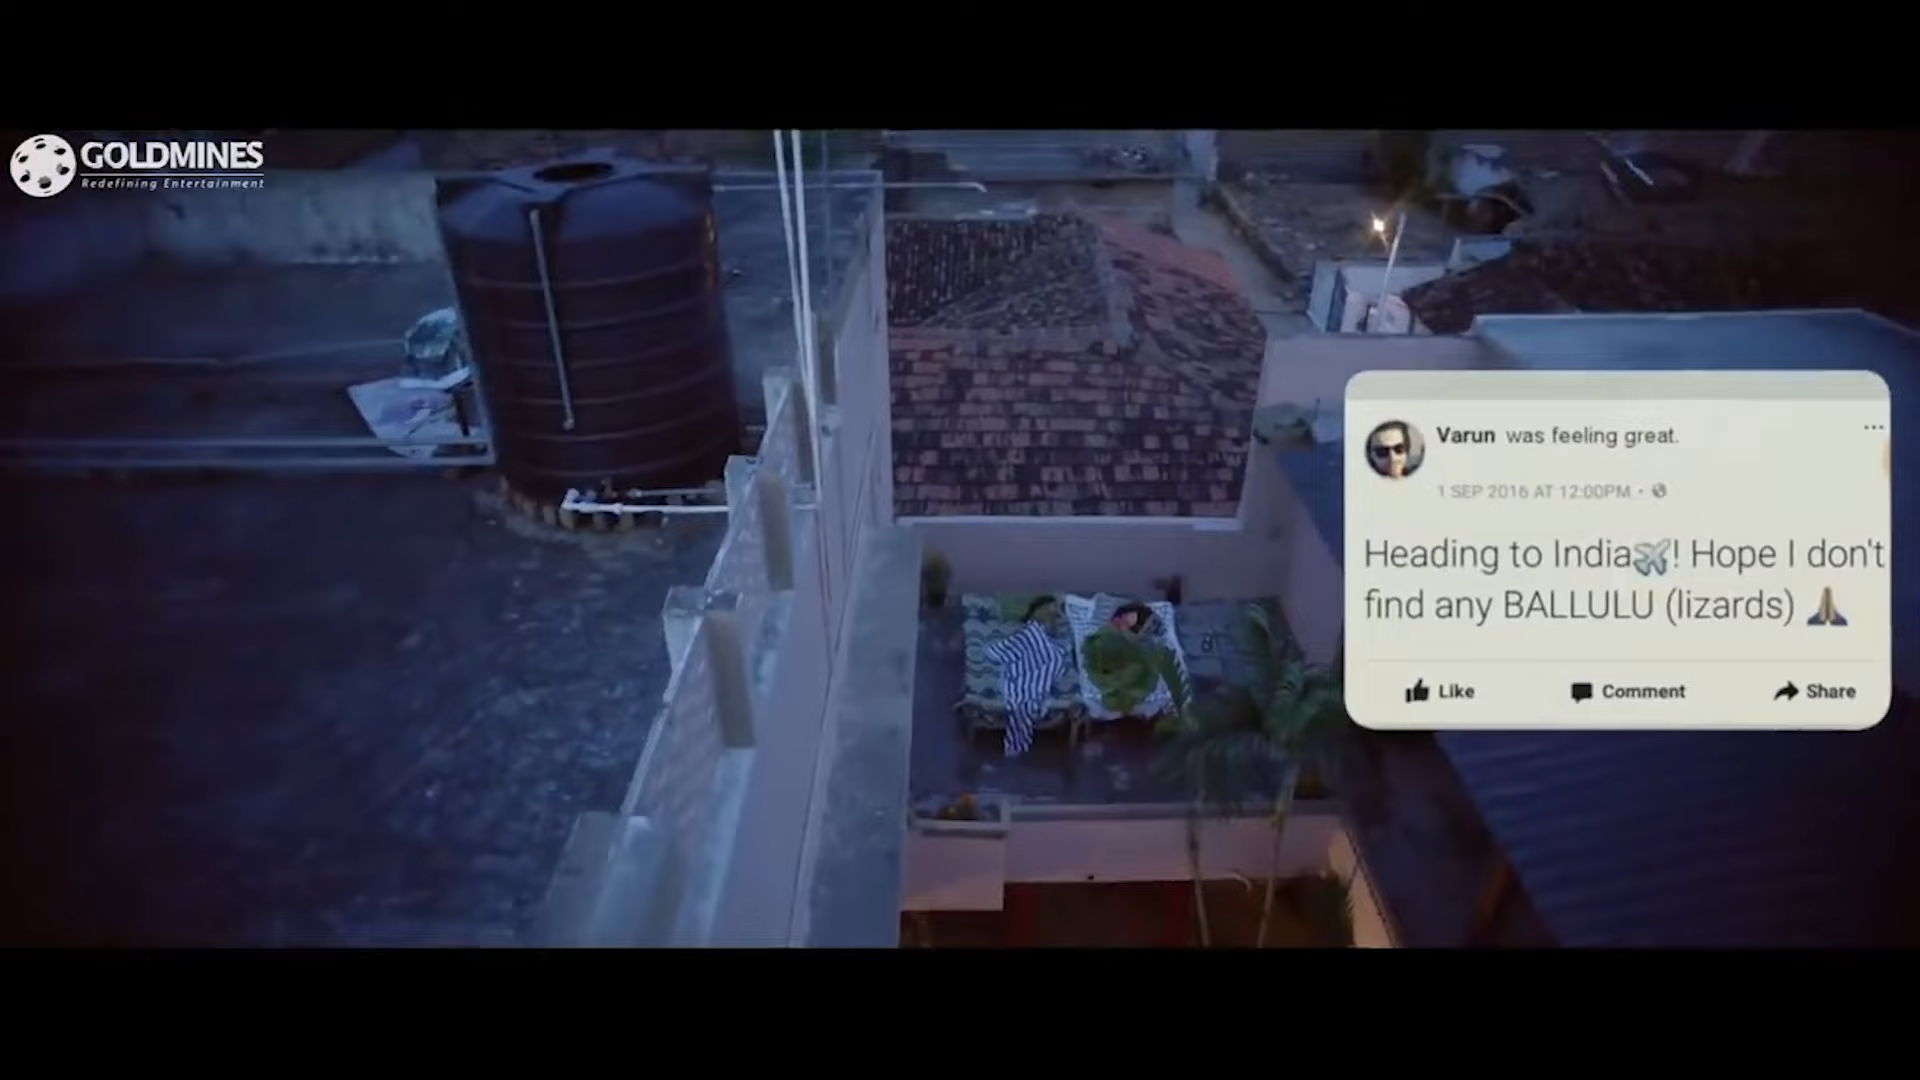 GOLDMINES
Redefining Entertainment
Varun was feeling great.
1 SEP 2016 AT 12:00PM •
Heading to India✈! Hope I don't
find any BALLULU (lizards) 🙏
Like Comment Share